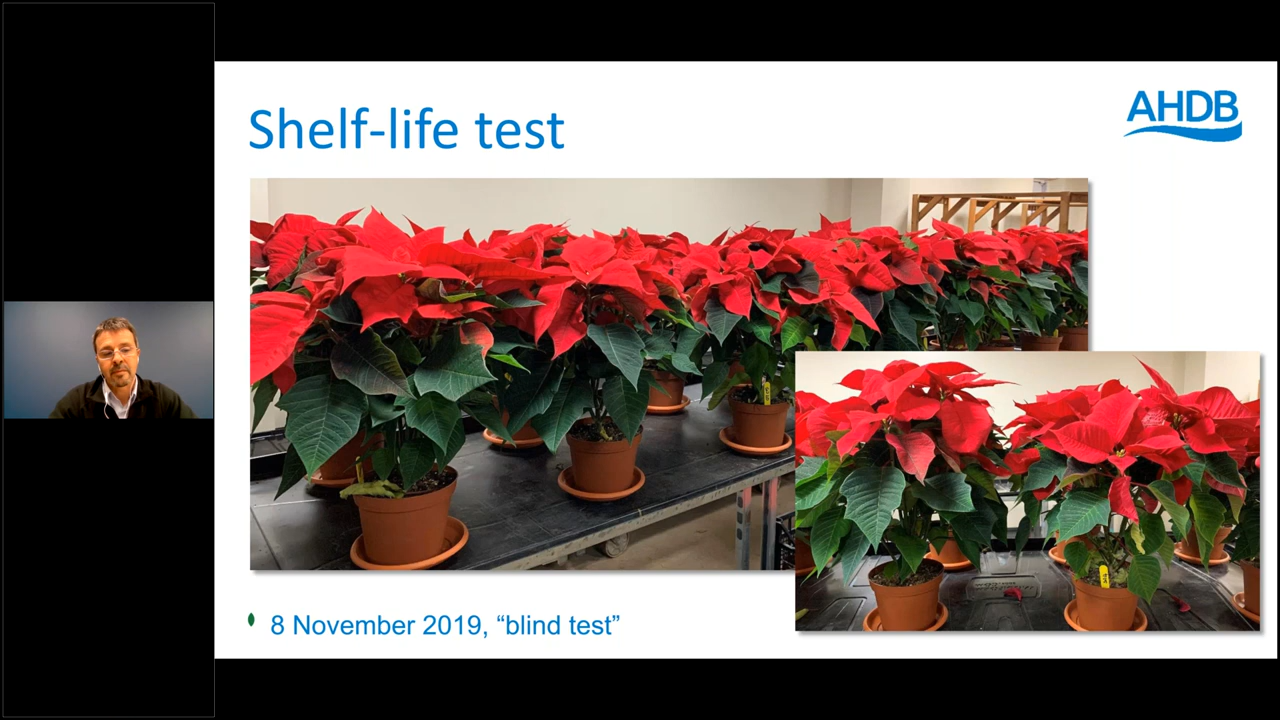 Shelf-life test
AHDB
8 November 2019, “blind test”